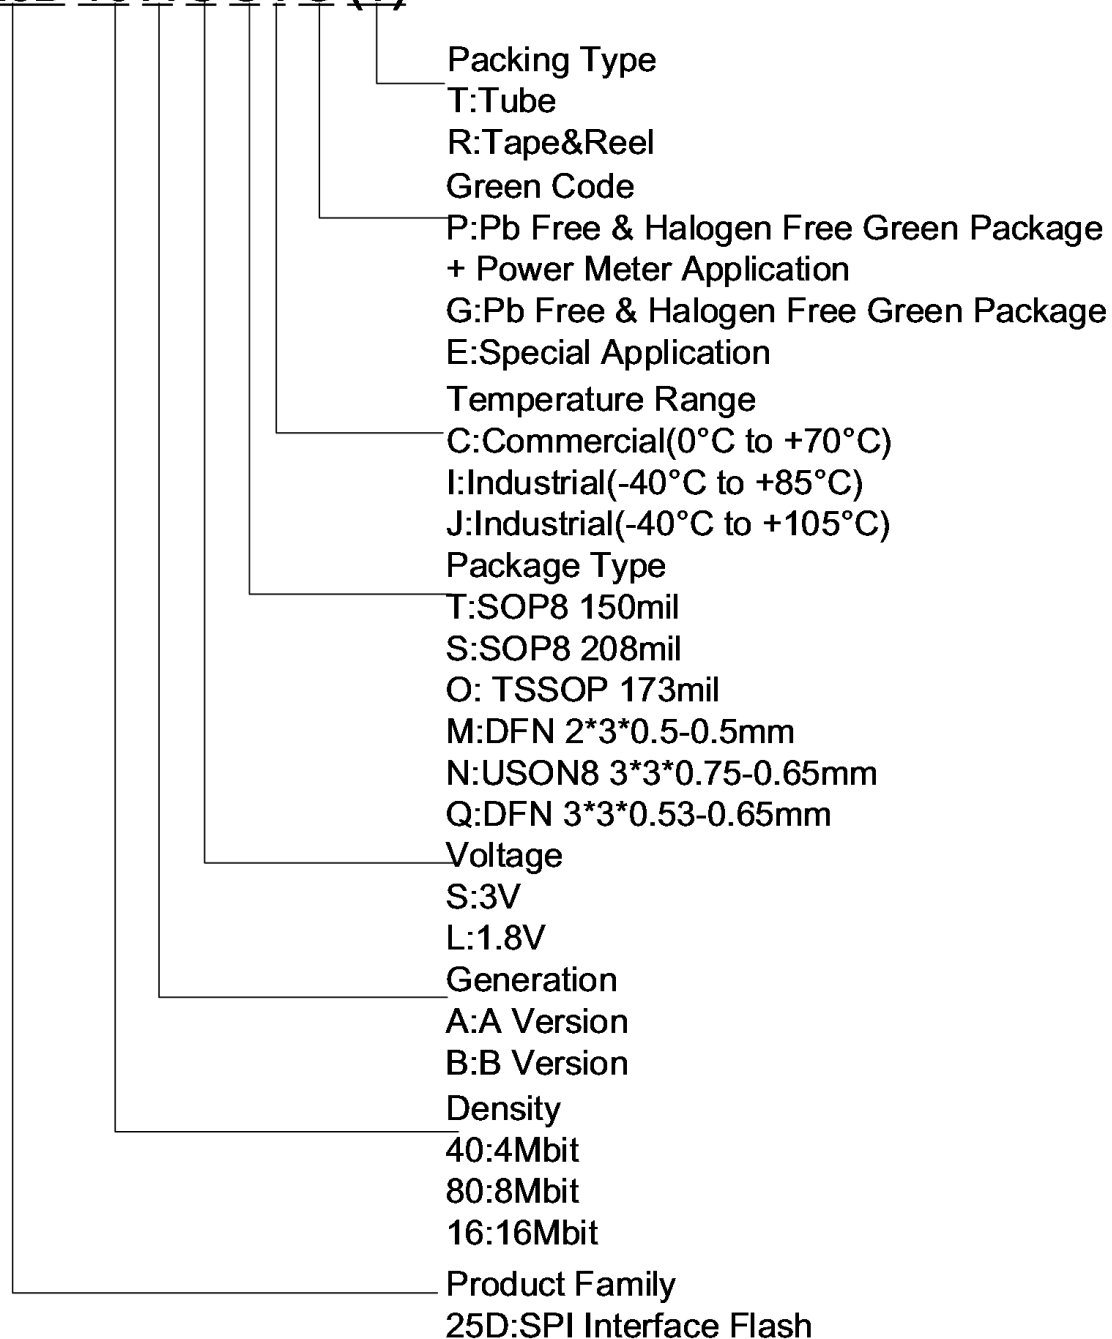 Packing Type
T:Tube
R:Tape&Reel
Green Code
P:Pb Free & Halogen Free Green Package
+ Power Meter Application
G:Pb Free & Halogen Free Green Package
E:Special Application
Temperature Range
C:Commercial(0°C to +70°C)
I:Industrial(-40°C to +85°C)
J:Industrial(-40°C to +105°C)
Package Type
T:SOP8 150mil
S:SOP8 208mil
O: TSSOP 173mil
M:DFN 2*3*0.5-0.5mm
N:USON8 3*3*0.75-0.65mm
Q:DFN 3*3*0.53-0.65mm
Voltage
S:3V
L:1.8V
Generation
A:A Version
B:B Version
Density
40:4Mbit
80:8Mbit
16:16Mbit
Product Family
25D:SPI Interface Flash